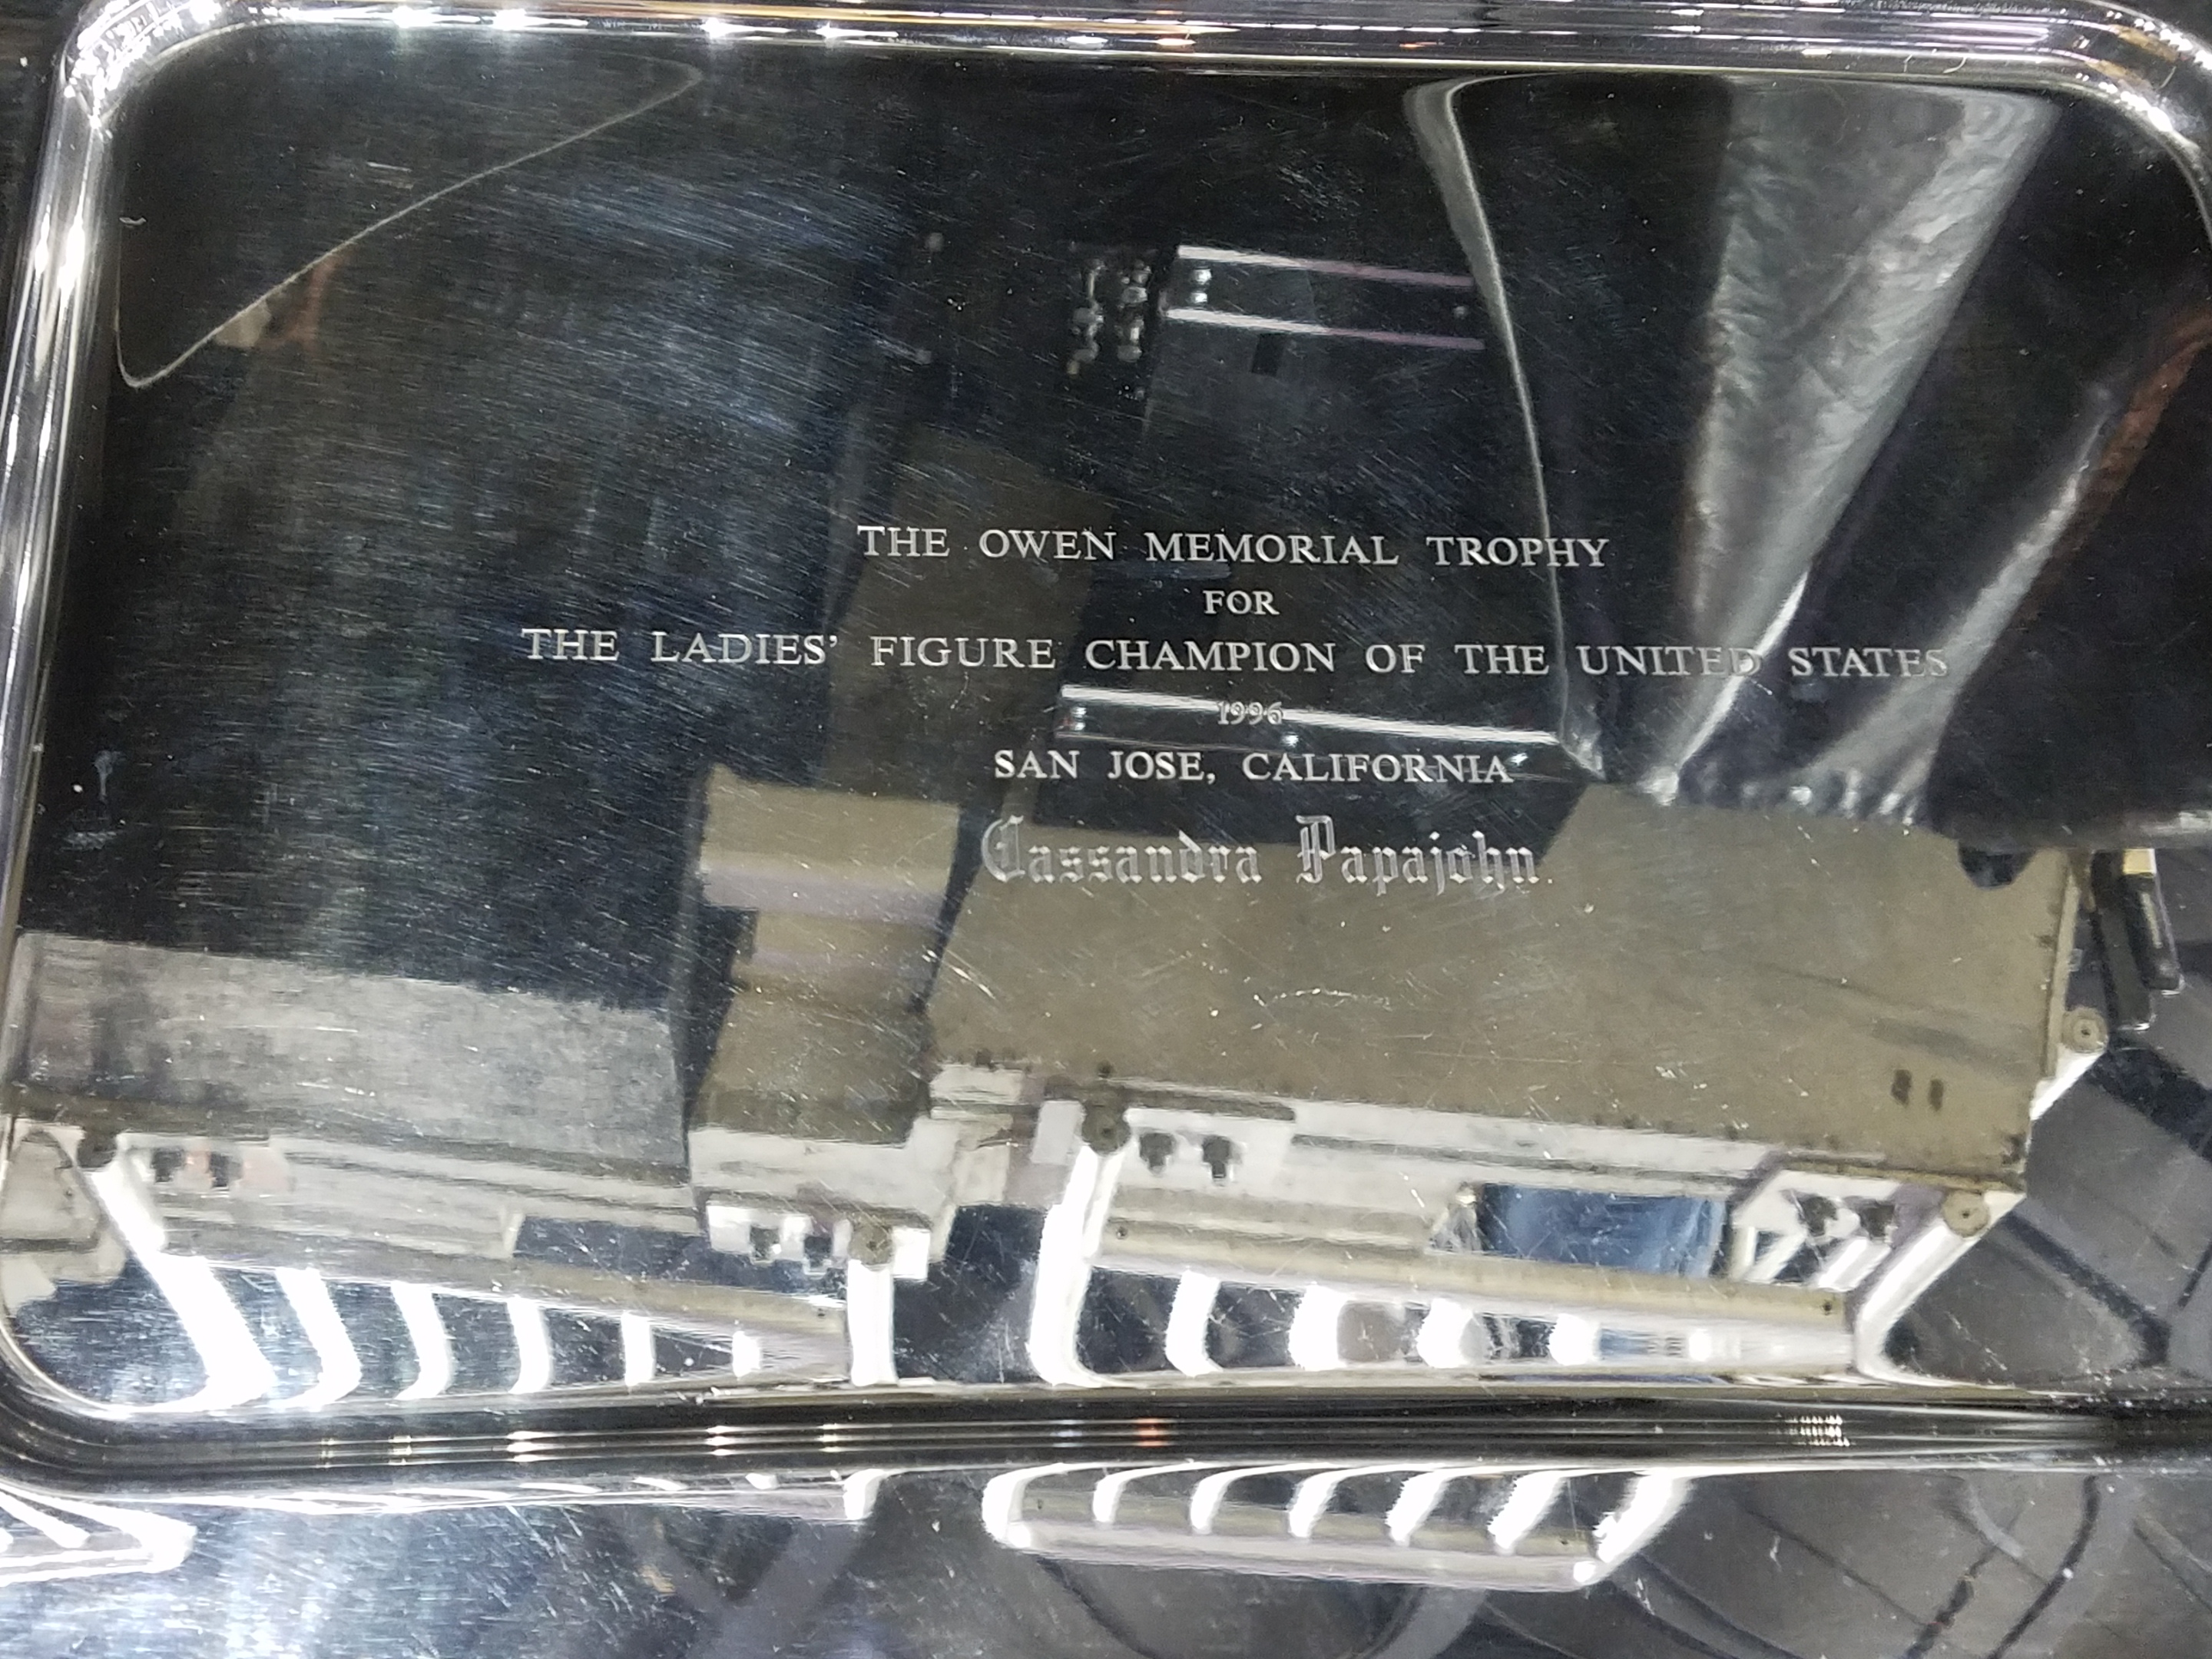 THE OWEN MEMORIAL TROPHY
FOR
THE LADIES' FIGURE CHAMPION OF THE UNITED STATES
1996
SAN JOSE, CALIFORNIA
Cassandra Papajohn